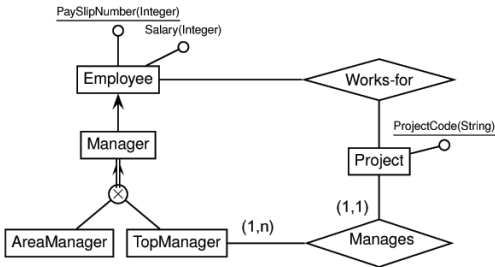 PaySlipNumber(Integer)
Salary(Integer)
Employee
Works-for
ProjectCode(String)
Manager
Project
(1,1)
(1,n)
AreaManager
TopManager
Manages